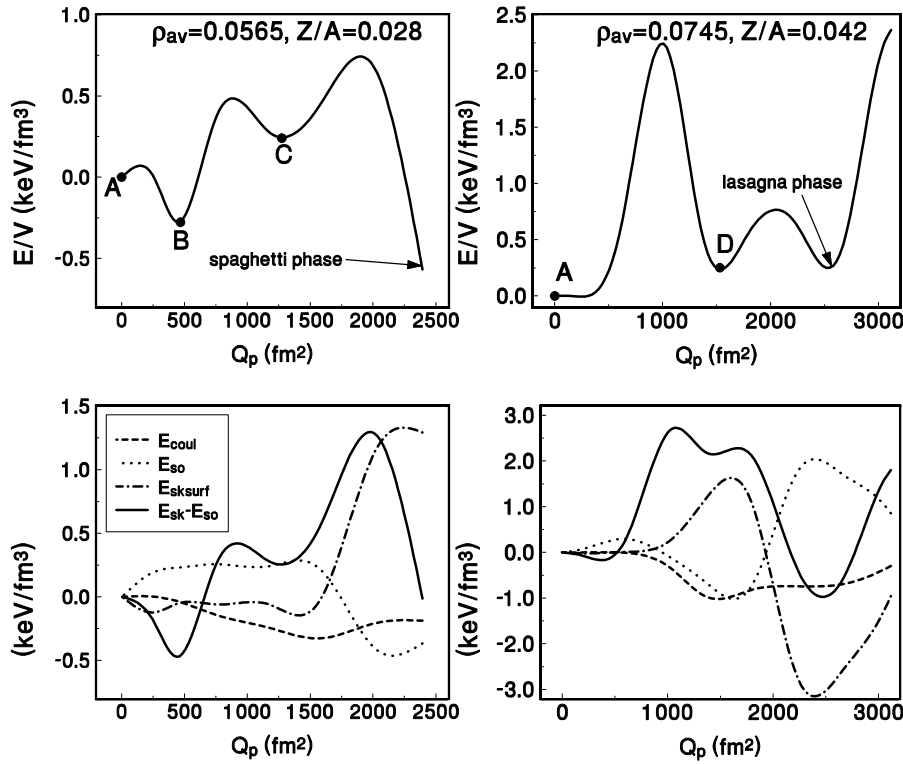 ρav=0.0565, Z/A=0.028
E/V (keV/fm3)
1.0
0.5
0.0
-0.5
A
B
C
spaghetti phase
0 500 1000 1500 2000 2500
Qp (fm2)
ρav=0.0745, Z/A=0.042
E/V (keV/fm3)
2.5
2.0
1.5
1.0
0.5
0.0
A
D
lasagna phase
0 1000 2000 3000
Qp (fm2)
(keV/fm3)
1.5
1.0
0.5
0.0
-0.5
Ecoul
Eso
Esksurf
Esk-Eso
0 500 1000 1500 2000 2500
Qp (fm2)
(keV/fm3)
3.0
2.0
1.0
0.0
-1.0
-2.0
-3.0
0 1000 2000 3000
Qp (fm2)